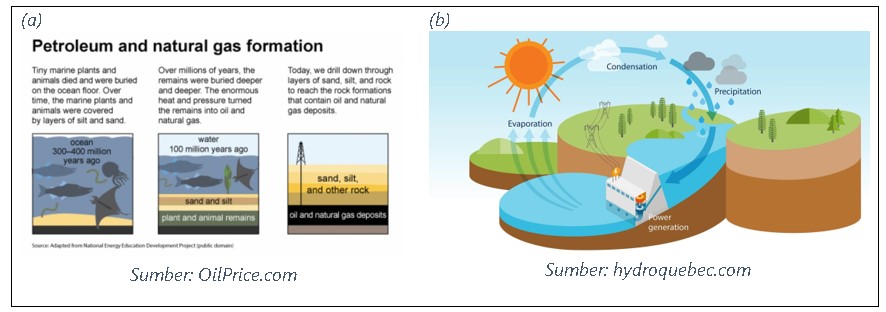 (a)
Petroleum and natural gas formation
Tiny marine plants and
animals died and were buried
on the ocean floor. Over
time, the marine plants and
animals were covered
by layers of silt and sand.
Over millions of years, the
remains were buried deeper
and deeper. The enormous
heat and pressure turned
the remains into oil and
natural gas.
Today, we drill down through
layers of sand, silt, and rock
to reach the rock formations
that contain oil and natural
gas deposits.
ocean
300–400 million
years ago
water
100 million years ago
sand and silt
plant and animal remains
sand, silt,
and other rock
oil and natural gas deposits
Source: Adapted from National Energy Education Development Project (public domain)
Sumber: OilPrice.com
(b)
Condensation
Precipitation
Evaporation
Power
generation
Sumber: hydroquebec.com